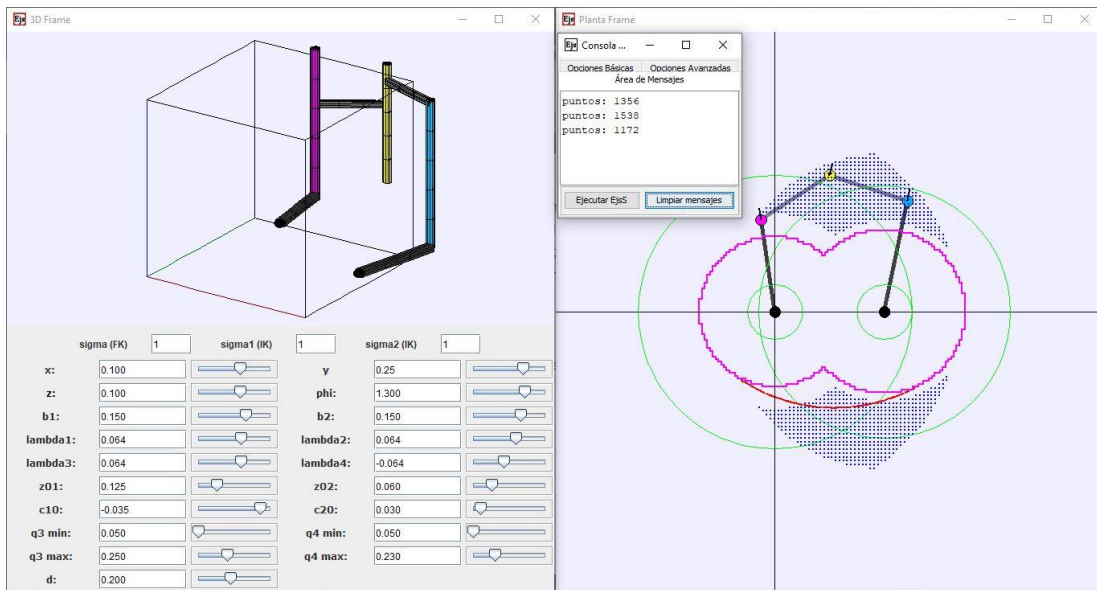 Ejs 3D Frame
Ejs Planta Frame
Ejs Consola ...
Opciones Básicas Opciones Avanzadas
Área de Mensajes
puntos: 1356
puntos: 1538
puntos: 1172
Ejecutar EjsS Limpiar mensajes
sigma (FK) 1 sigma1 (IK) 1 sigma2 (IK) 1
x: 0.100 y 0.25
z: 0.100 phi: 1.300
b1: 0.150 b2: 0.150
lambda1: 0.064 lambda2: 0.064
lambda3: 0.064 lambda4: -0.064
z01: 0.125 z02: 0.060
c10: -0.035 c20: 0.030
q3 min: 0.050 q4 min: 0.050
q3 max: 0.250 q4 max: 0.230
d: 0.200